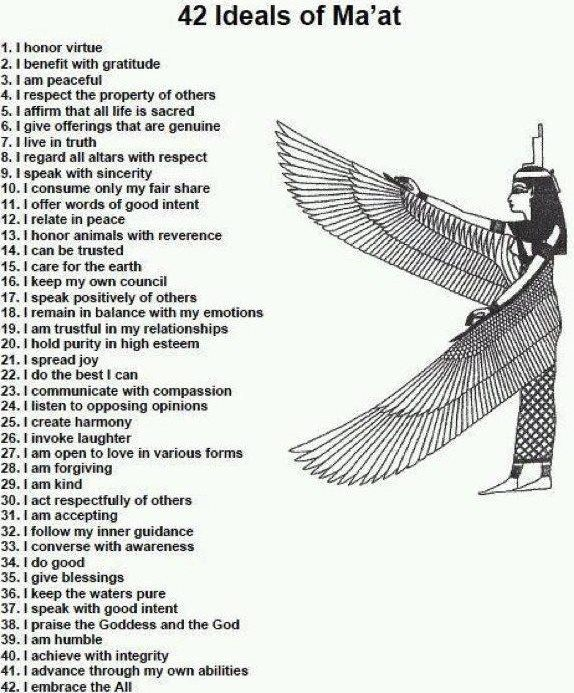 42 Ideals of Ma'at
1. I honor virtue
2. I benefit with gratitude
3. I am peaceful
4. I respect the property of others
5. I affirm that all life is sacred
6. I give offerings that are genuine
7. I live in truth
8. I regard all altars with respect
9. I speak with sincerity
10. I consume only my fair share
11. I offer words of good intent
12. I relate in peace
13. I honor animals with reverence
14. I can be trusted
15. I care for the earth
16. I keep my own council
17. I speak positively of others
18. I remain in balance with my emotions
19. I am trustful in my relationships
20. I hold purity in high esteem
21. I spread joy
22. I do the best I can
23. I communicate with compassion
24. I listen to opposing opinions
25. I create harmony
26. I invoke laughter
27. I am open to love in various forms
28. I am forgiving
29. I am kind
30. I act respectfully of others
31. I am accepting
32. I follow my inner guidance
33. I converse with awareness
34. I do good
35. I give blessings
36. I keep the waters pure
37. I speak with good intent
38. I praise the Goddess and the God
39. I am humble
40. I achieve with integrity
41. I advance through my own abilities
42. I embrace the All